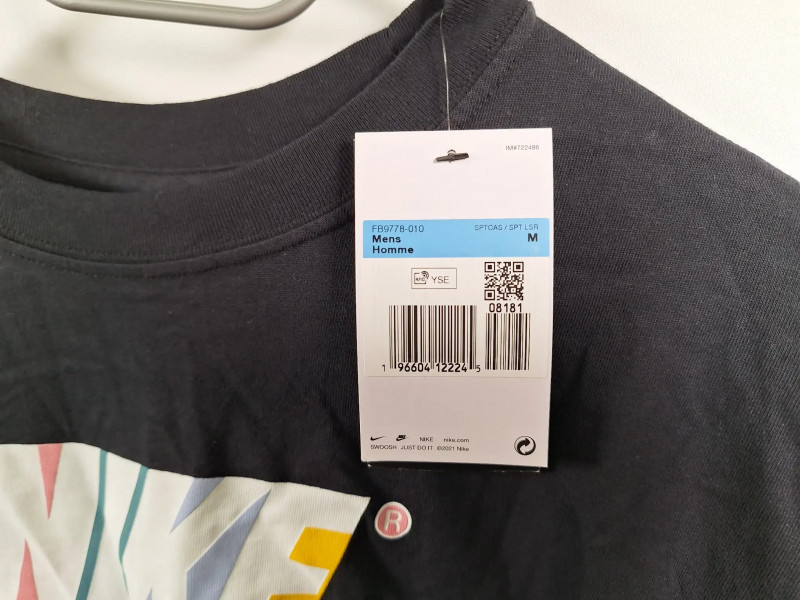 IM#722486
FB9778-010 SPTCAS / SPT LSR
Mens M
Homme
RFID YSE
08181
1 96604 12224 5
NIKE nike.com
SWOOSH JUST DO IT ©2021 Nike
NIKE ®